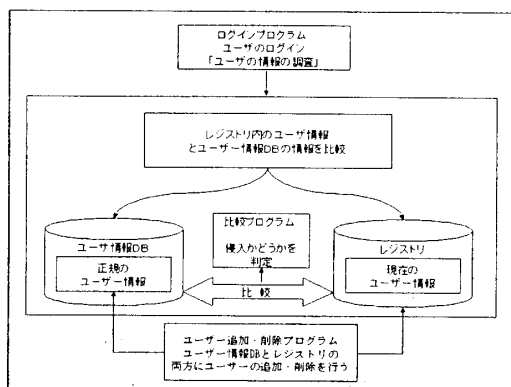 ログインプログラム
ユーザのログイン
「ユーザの情報の調査」
レジストリ内のユーザ情報
とユーザー情報DBの情報を比較
比較プログラム
侵入かどうかを
判定
ユーザ情報DB
正規の
ユーザー情報
レジストリ
現在の
ユーザー情報
比較
ユーザー追加・削除プログラム
ユーザー情報DBとレジストリの
両方にユーザーの追加・削除を行う